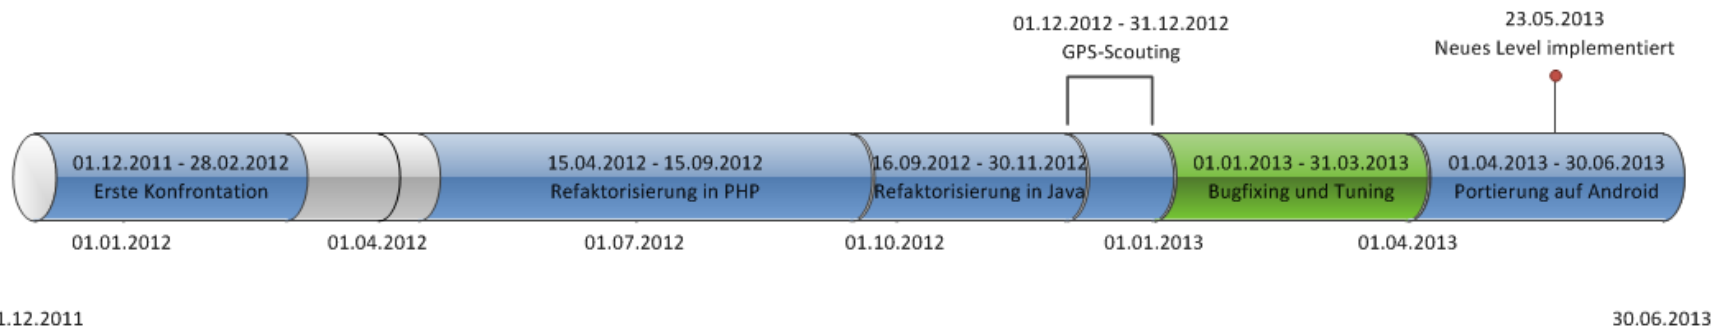 01.12.2012 - 31.12.2012
GPS-Scouting
23.05.2013
Neues Level implementiert
01.12.2011 - 28.02.2012
Erste Konfrontation
15.04.2012 - 15.09.2012
Refaktorisierung in PHP
16.09.2012 - 30.11.2012
Refaktorisierung in Java
01.01.2013 - 31.03.2013
Bugfixing und Tuning
01.04.2013 - 30.06.2013
Portierung auf Android
01.01.2012
01.04.2012
01.07.2012
01.10.2012
01.01.2013
01.04.2013
1.12.2011
30.06.2013